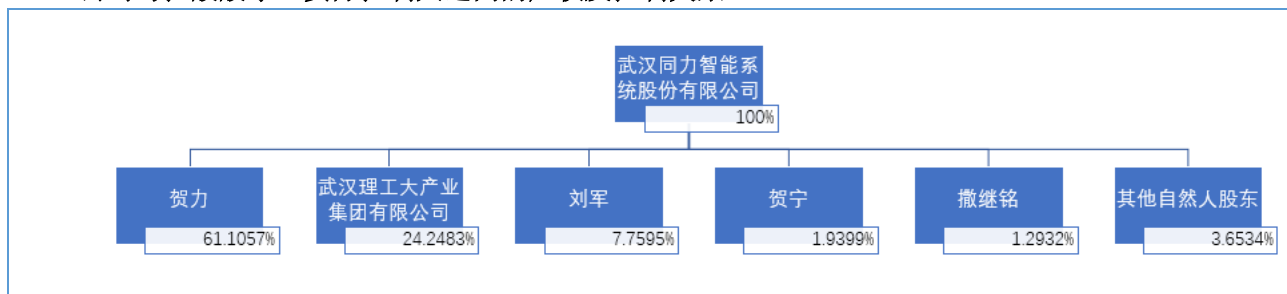 武汉同力智能系
统股份有限公司
100%
贺力
61.1057%
武汉理工大产业
集团有限公司
24.2483%
刘军
7.7595%
贺宁
1.9399%
撒继铭
1.2932%
其他自然人股东
3.6534%